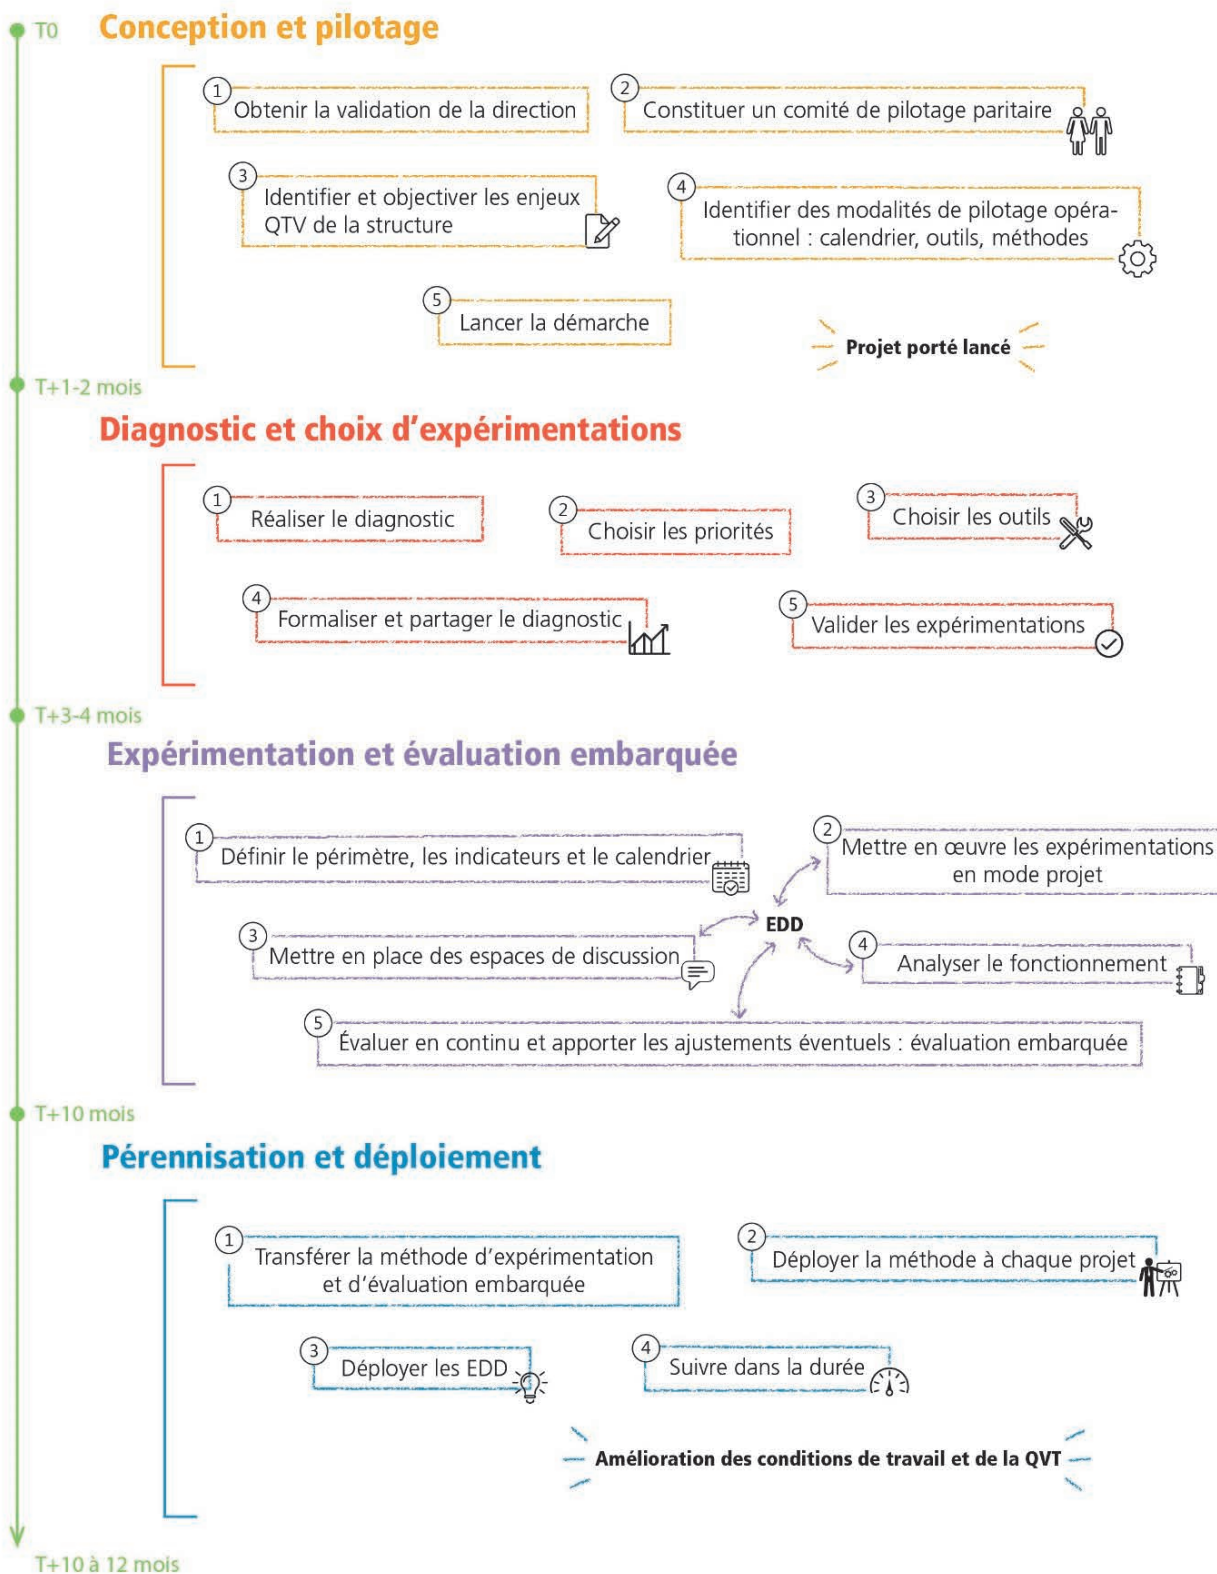 T0
Conception et pilotage
1
Obtenir la validation de la direction
2
Constituer un comité de pilotage paritaire
3
Identifier et objectiver les enjeux
QTV de la structure
4
Identifier des modalités de pilotage opéra-
tionnel : calendrier, outils, méthodes
5
Lancer la démarche
Projet porté lancé
T+1-2 mois
Diagnostic et choix d’expérimentations
1
Réaliser le diagnostic
2
Choisir les priorités
3
Choisir les outils
4
Formaliser et partager le diagnostic
5
Valider les expérimentations
T+3-4 mois
Expérimentation et évaluation embarquée
1
Définir le périmètre, les indicateurs et le calendrier
2
Mettre en œuvre les expérimentations
en mode projet
EDD
3
Mettre en place des espaces de discussion
4
Analyser le fonctionnement
5
Évaluer en continu et apporter les ajustements éventuels : évaluation embarquée
T+10 mois
Pérennisation et déploiement
1
Transférer la méthode d’expérimentation
et d’évaluation embarquée
2
Déployer la méthode à chaque projet
3
Déployer les EDD
4
Suivre dans la durée
Amélioration des conditions de travail et de la QVT
T+10 à 12 mois